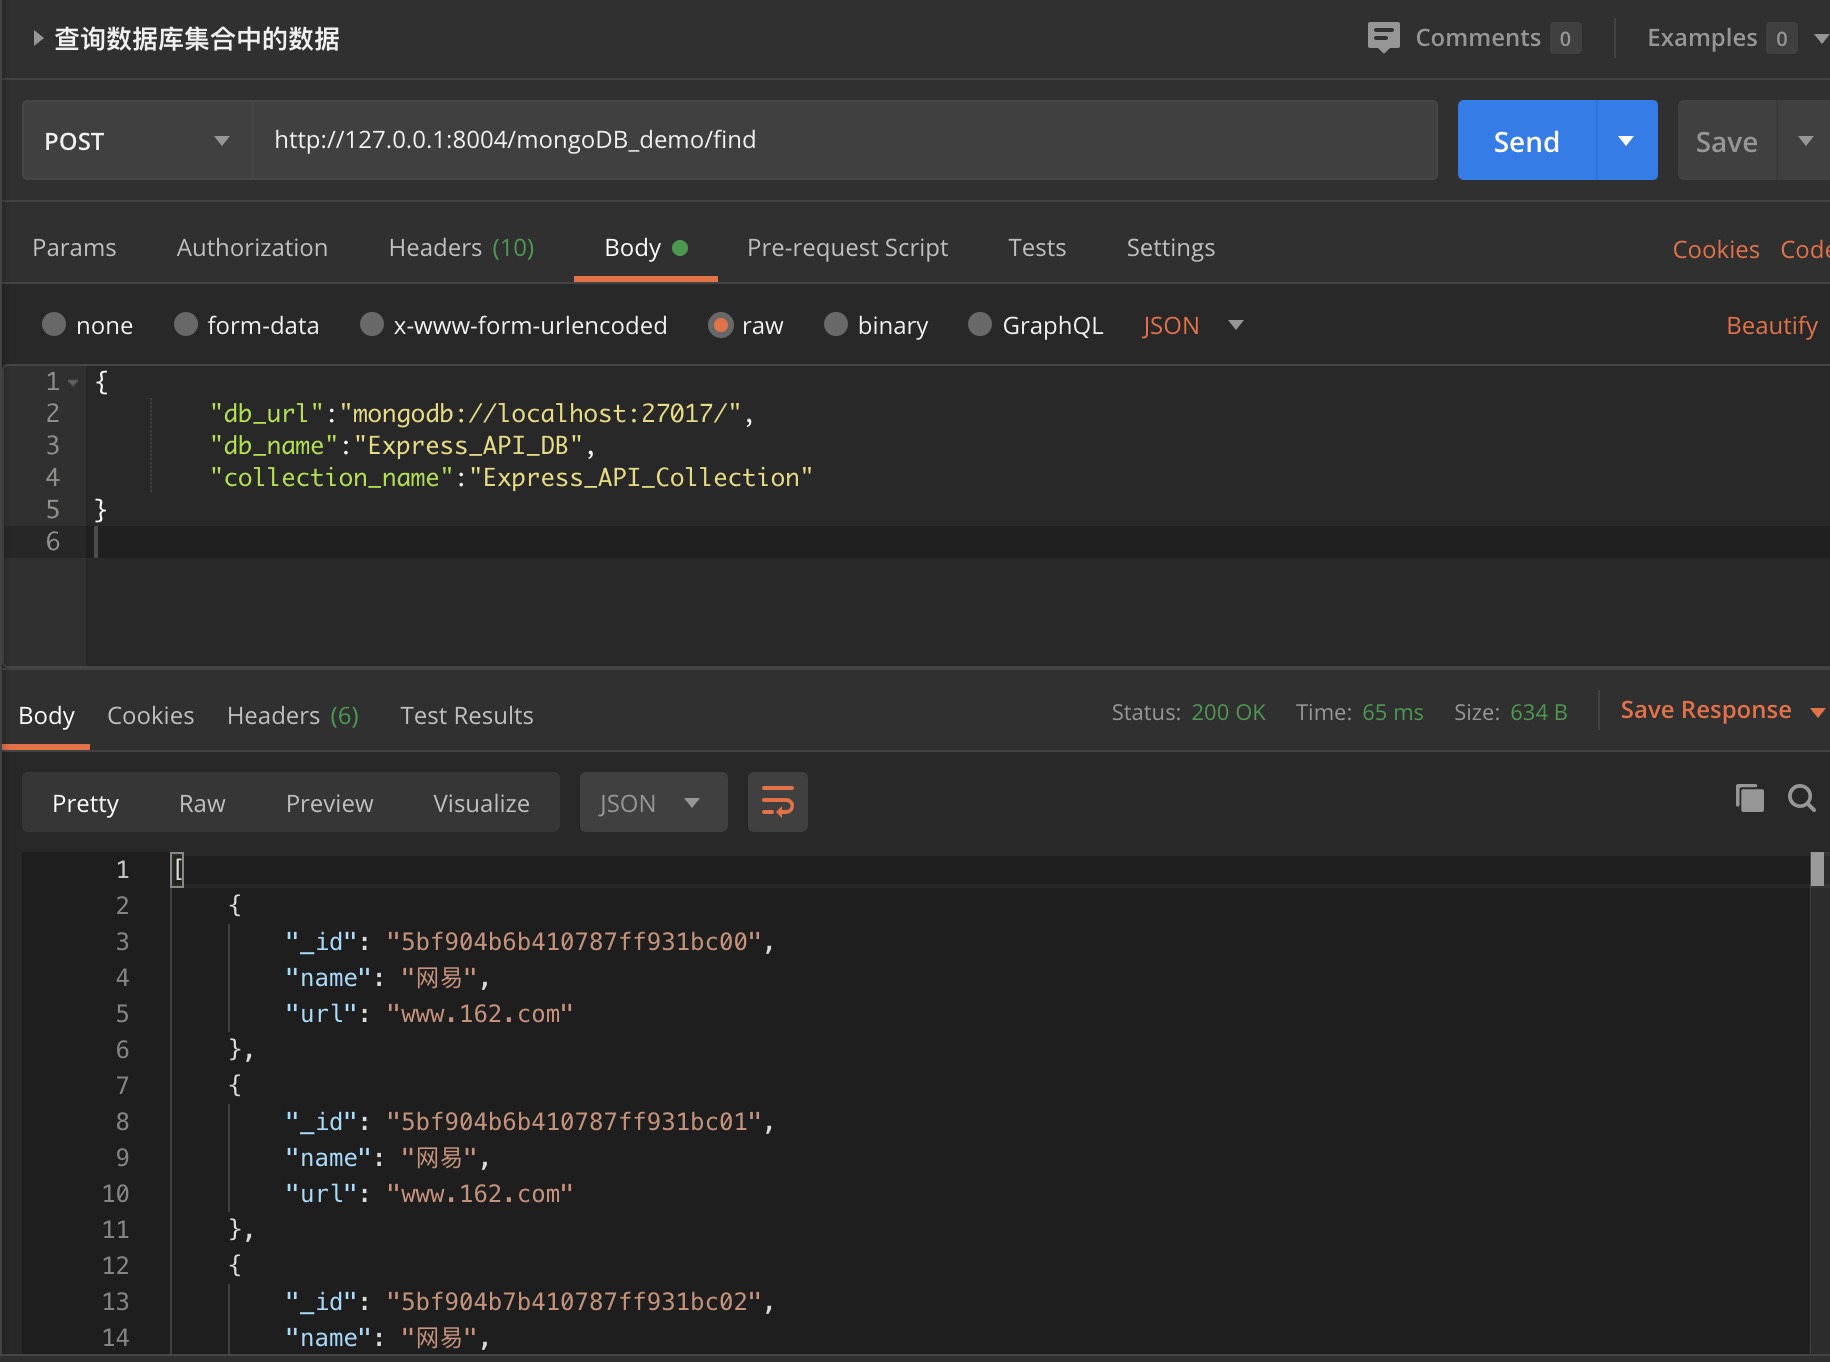 查询数据库集合中的数据
Comments 0 Examples 0
POST http://127.0.0.1:8004/mongoDB_demo/find Send Save
Params Authorization Headers (10) Body Pre-request Script Tests Settings Cookies Code
none form-data x-www-form-urlencoded raw binary GraphQL JSON Beautify
1 {
2 "db_url":"mongodb://localhost:27017/",
3 "db_name":"Express_API_DB",
4 "collection_name":"Express_API_Collection"
5 }
6
Body Cookies Headers (6) Test Results Status: 200 OK Time: 65 ms Size: 634 B Save Response
Pretty Raw Preview Visualize JSON
1 [
2 {
3 "_id": "5bf904b6b410787ff931bc00",
4 "name": "网易",
5 "url": "www.162.com"
6 },
7 {
8 "_id": "5bf904b6b410787ff931bc01",
9 "name": "网易",
10 "url": "www.162.com"
11 },
12 {
13 "_id": "5bf904b7b410787ff931bc02",
14 "name": "网易",